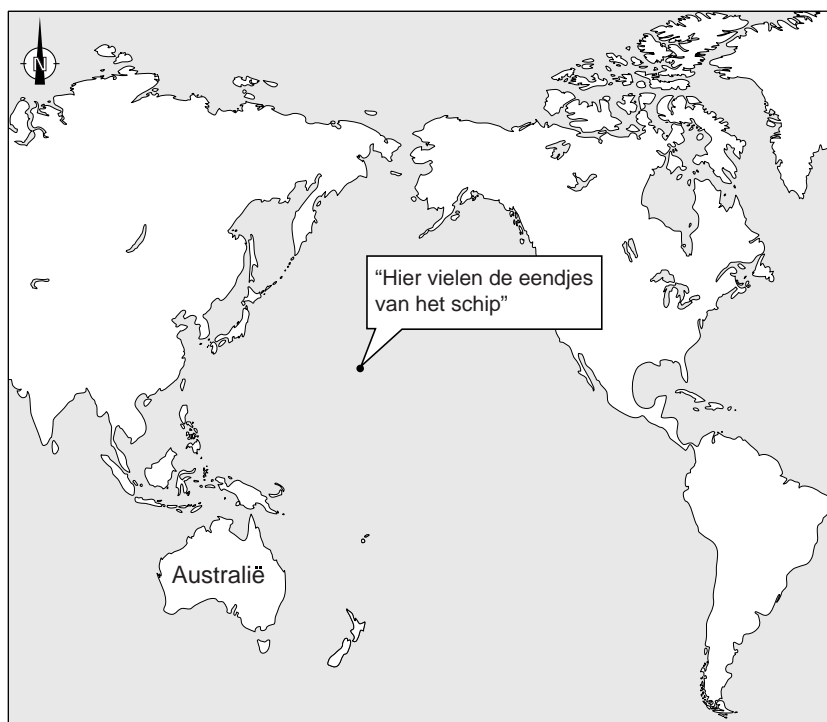 N
“Hier vielen de eendjes
van het schip”
Australië